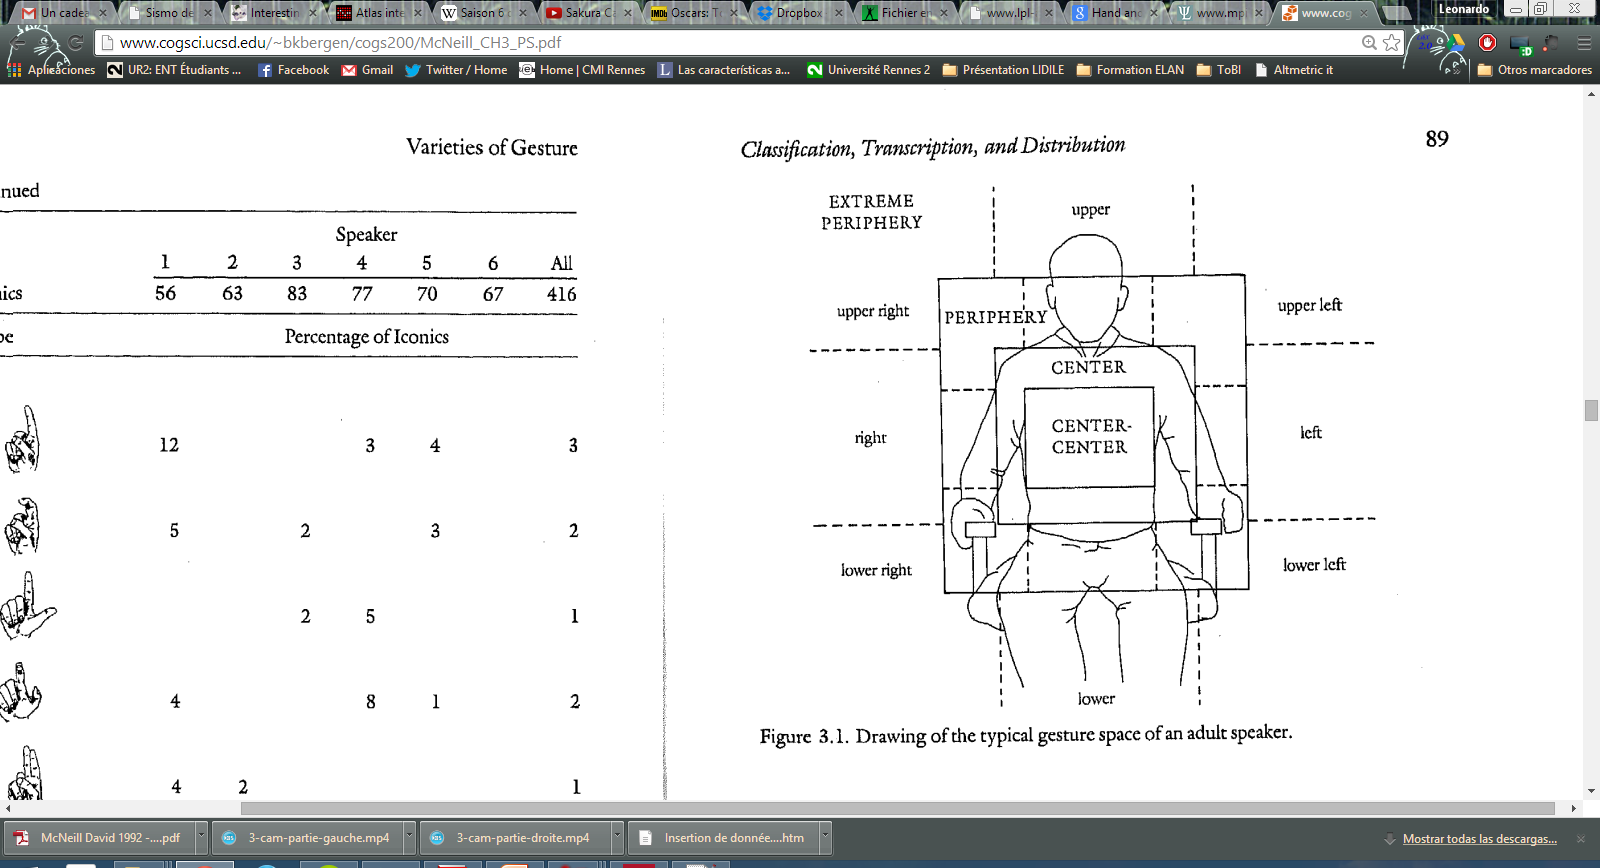 Un cadea
Sismo de
Interestin
Atlas inte
Saison 6
Sakura Ca
Oscars: To
Dropbox
Fichier en
www.lpl-
Hand and
www.mpi
www.cog
Leonardo
www.cogsci.ucsd.edu/~bkbergen/cogs200/McNeill_CH3_PS.pdf
Aplicaciones
UR2: ENT Étudiants ...
Facebook
Gmail
Twitter / Home
Home | CMI Rennes
Las características a...
Université Rennes 2
Présentation LIDILE
Formation ELAN
ToBI
Altmetric it
Otros marcadores
Varieties of Gesture
nued
Speaker
1 2 3 4 5 6 All
nics 56 63 83 77 70 67 416
pe Percentage of Iconics
12 3 4 3
5 2 3 2
2 5 1
4 8 1 2
4 2 1
Classification, Transcription, and Distribution
89
EXTREME
PERIPHERY
upper
upper right
PERIPHERY
upper left
CENTER
right
CENTER-
CENTER
left
lower right
lower left
lower
Figure 3.1. Drawing of the typical gesture space of an adult speaker.
McNeill David 1992 -....pdf
3-cam-partie-gauche.mp4
3-cam-partie-droite.mp4
Insertion de donnée....htm
Mostrar todas las descargas...